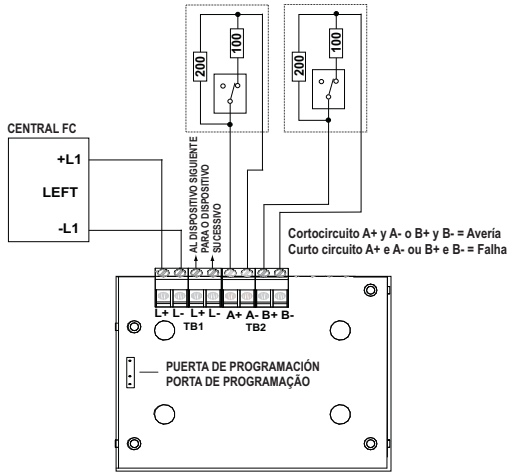 200
100
200
100
CENTRAL FC
+L1
LEFT
-L1
AL DISPOSITIVO SIGUIENTE
PARA O DISPOSITIVO
SUCESSIVO
Cortocircuito A+ y A- o B+ y B- = Avería
Curto circuito A+ e A- ou B+ e B- = Falha
L+ L- L+ L- A+ A- B+ B-
TB1 TB2
PUERTA DE PROGRAMACIÓN
PORTA DE PROGRAMAÇÃO